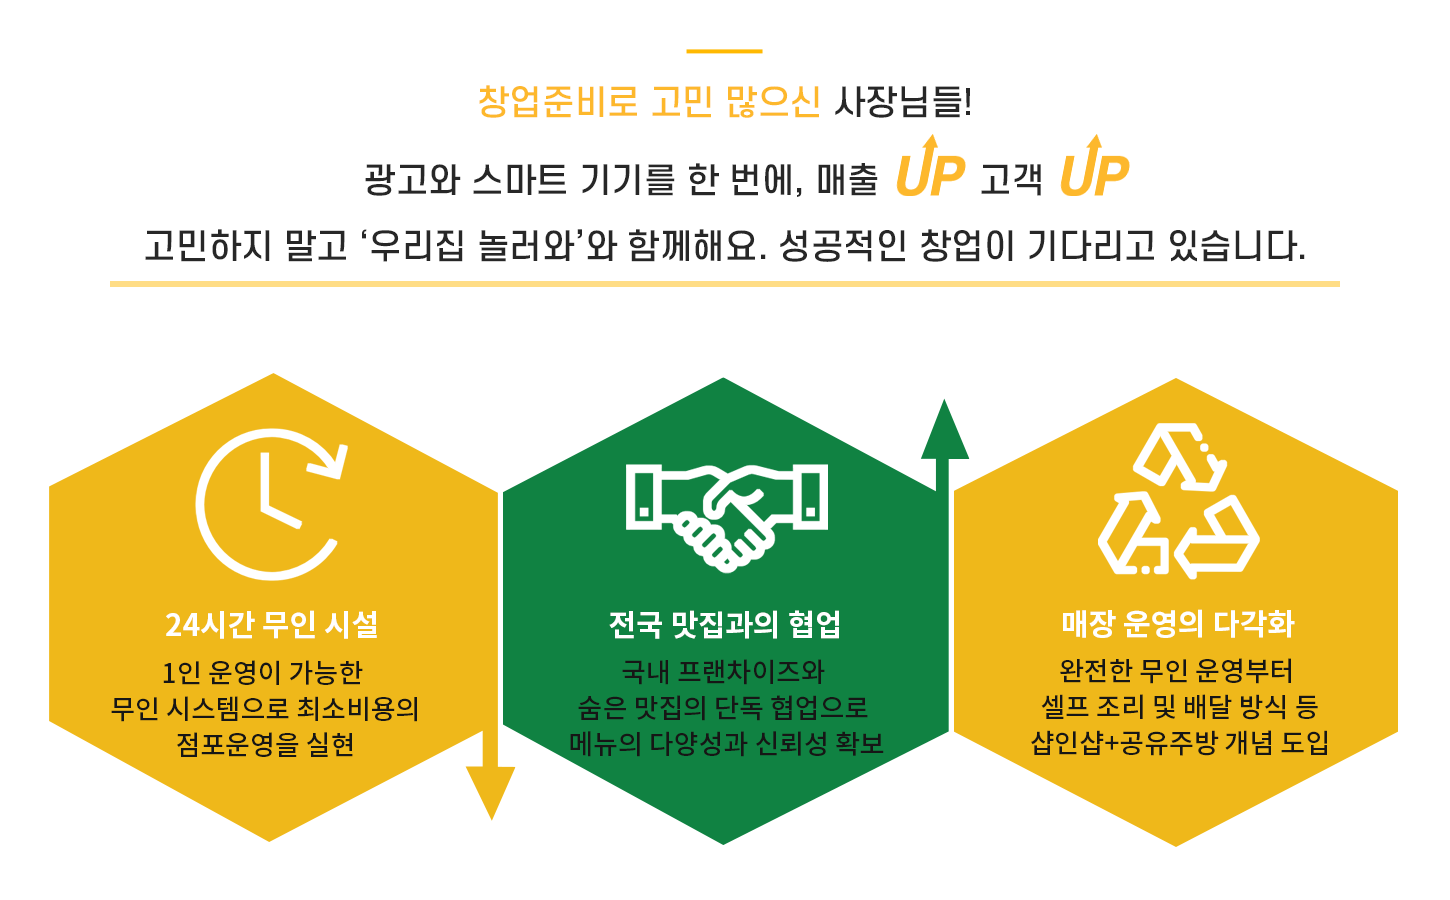 창업준비로 고민 많으신 사장님들!
광고와 스마트 기기를 한 번에, 매출 UP 고객 UP
고민하지 말고 ‘우리집 놀러와’와 함께해요. 성공적인 창업이 기다리고 있습니다.
24시간 무인 시설
1인 운영이 가능한
무인 시스템으로 최소비용의
점포운영을 실현
전국 맛집과의 협업
국내 프랜차이즈와
숨은 맛집의 단독 협업으로
메뉴의 다양성과 신뢰성 확보
매장 운영의 다각화
완전한 무인 운영부터
셀프 조리 및 배달 방식 등
샵인샵+공유주방 개념 도입